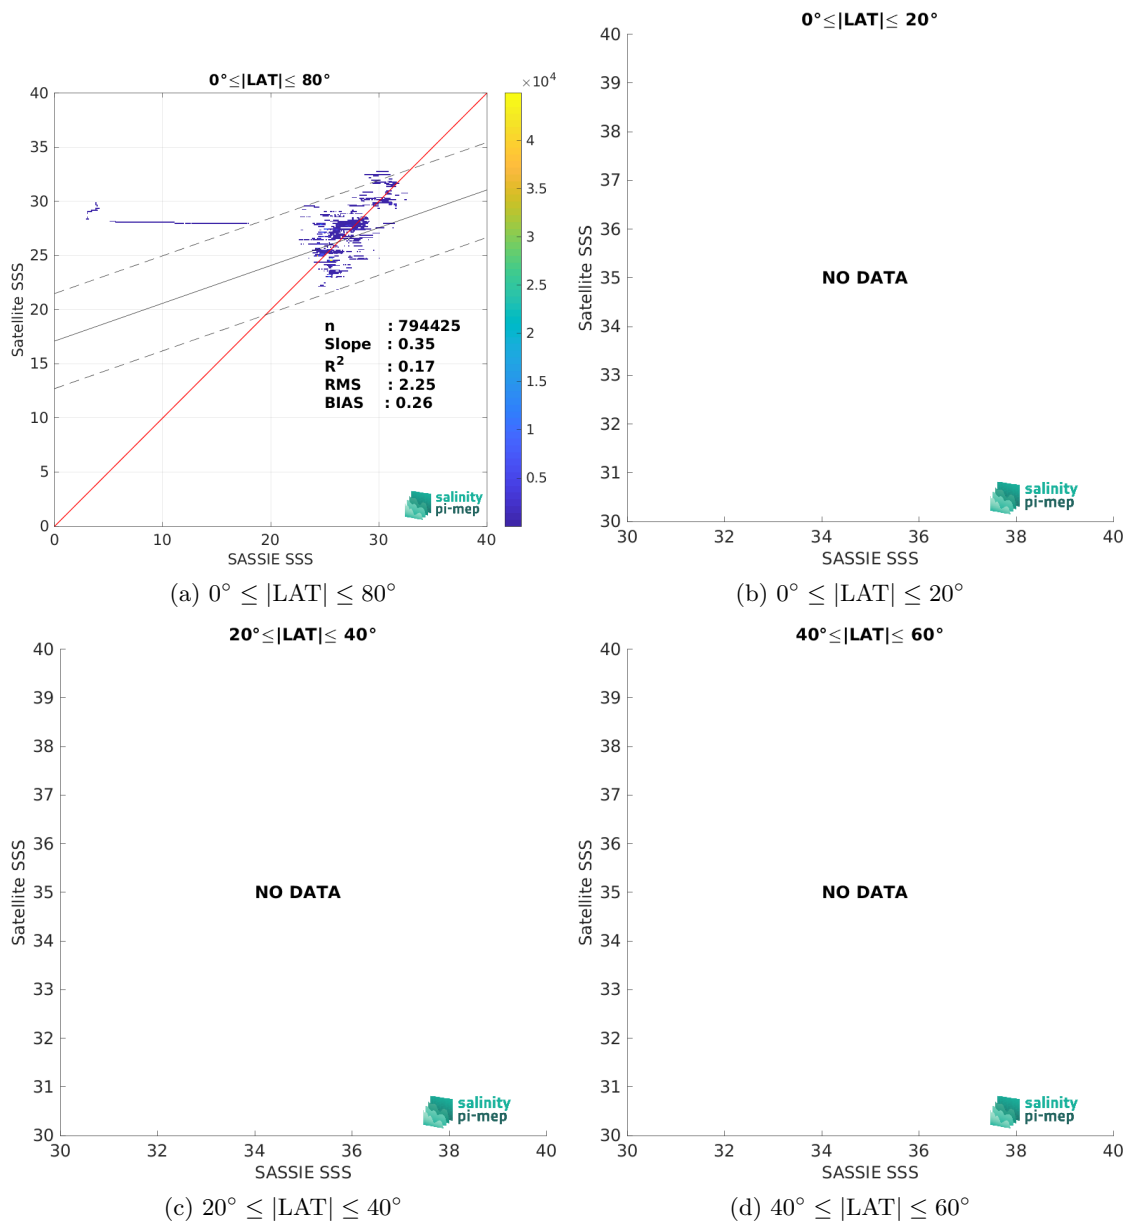 0°≤|LAT|≤ 80°
×10⁴
40
35
30
25
20
15
10
5
0
0 10 20 30 40
4
3.5
3
2.5
2
1.5
1
0.5
Satellite SSS
SASSIE SSS
n : 794425
Slope : 0.35
R² : 0.17
RMS : 2.25
BIAS : 0.26
salinity
pi-mep
(a) 0° ≤ |LAT| ≤ 80°
0°≤|LAT|≤ 20°
40
39
38
37
36
35
34
33
32
31
30
30 32 34 36 38 40
Satellite SSS
SASSIE SSS
NO DATA
salinity
pi-mep
(b) 0° ≤ |LAT| ≤ 20°
20°≤|LAT|≤ 40°
40
39
38
37
36
35
34
33
32
31
30
30 32 34 36 38 40
Satellite SSS
SASSIE SSS
NO DATA
salinity
pi-mep
(c) 20° ≤ |LAT| ≤ 40°
40°≤|LAT|≤ 60°
40
39
38
37
36
35
34
33
32
31
30
30 32 34 36 38 40
Satellite SSS
SASSIE SSS
NO DATA
salinity
pi-mep
(d) 40° ≤ |LAT| ≤ 60°